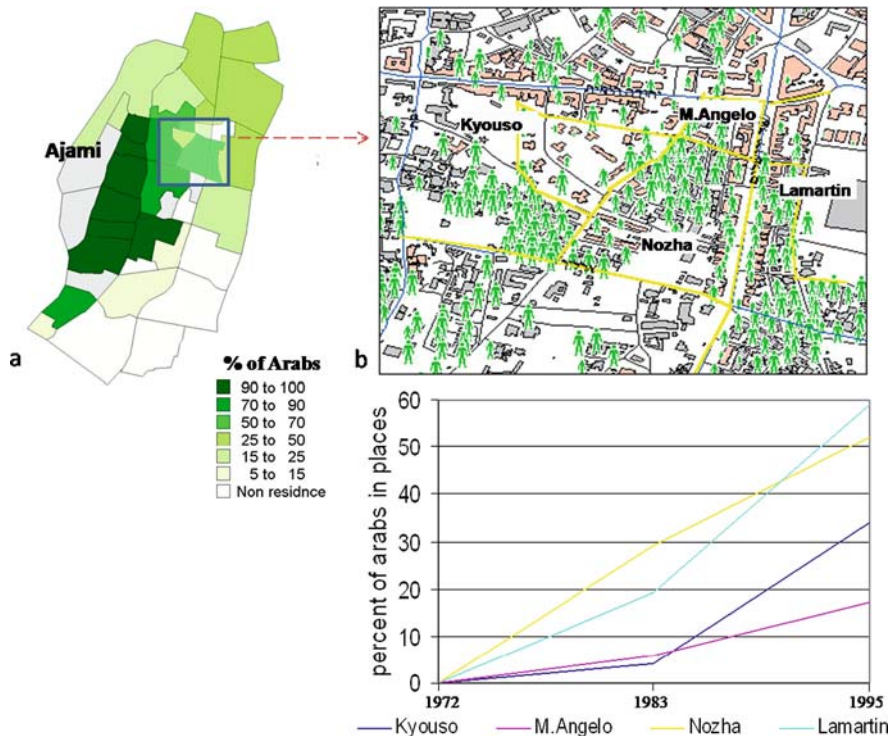 Ajami
a
% of Arabs
90 to 100
70 to 90
50 to 70
25 to 50
15 to 25
5 to 15
Non residnce
Kyouso
M.Angelo
Lamartin
Nozha
b
percent of arabs in places
60
50
40
30
20
10
0
1972 1983 1995
Kyouso M.Angelo Nozha Lamartin